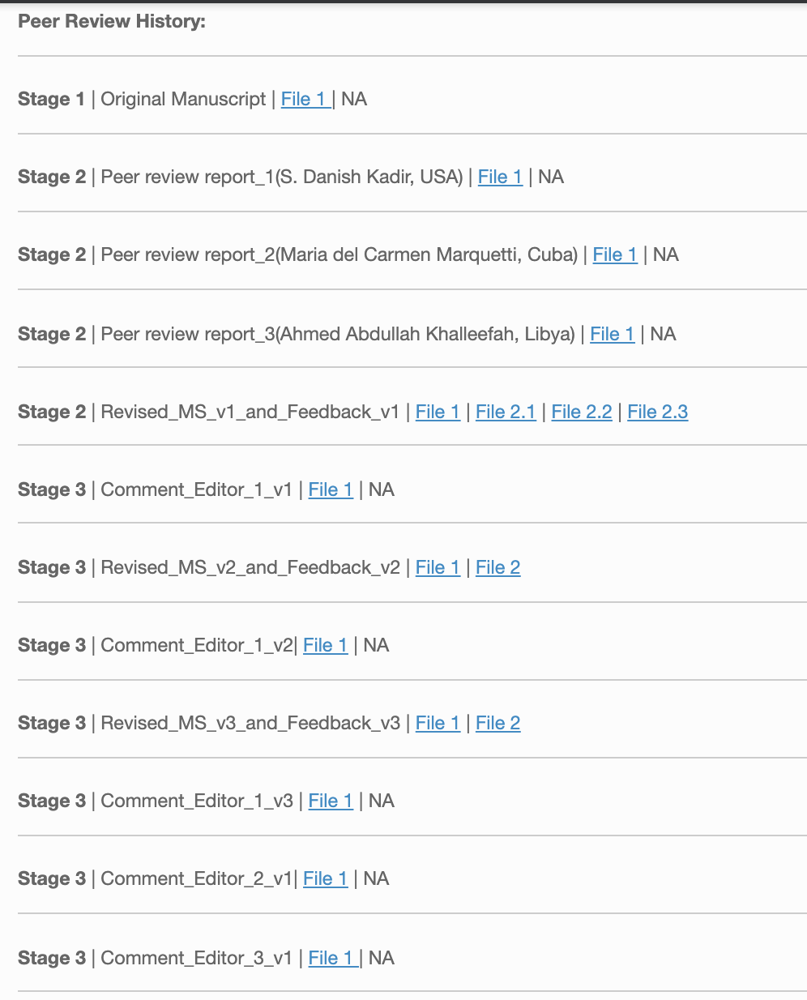 Peer Review History:
Stage 1 | Original Manuscript | File 1 | NA
Stage 2 | Peer review report_1(S. Danish Kadir, USA) | File 1 | NA
Stage 2 | Peer review report_2(Maria del Carmen Marquetti, Cuba) | File 1 | NA
Stage 2 | Peer review report_3(Ahmed Abdullah Khalleefah, Libya) | File 1 | NA
Stage 2 | Revised_MS_v1_and_Feedback_v1 | File 1 | File 2.1 | File 2.2 | File 2.3
Stage 3 | Comment_Editor_1_v1 | File 1 | NA
Stage 3 | Revised_MS_v2_and_Feedback_v2 | File 1 | File 2
Stage 3 | Comment_Editor_1_v2| File 1 | NA
Stage 3 | Revised_MS_v3_and_Feedback_v3 | File 1 | File 2
Stage 3 | Comment_Editor_1_v3 | File 1 | NA
Stage 3 | Comment_Editor_2_v1| File 1 | NA
Stage 3 | Comment_Editor_3_v1 | File 1 | NA